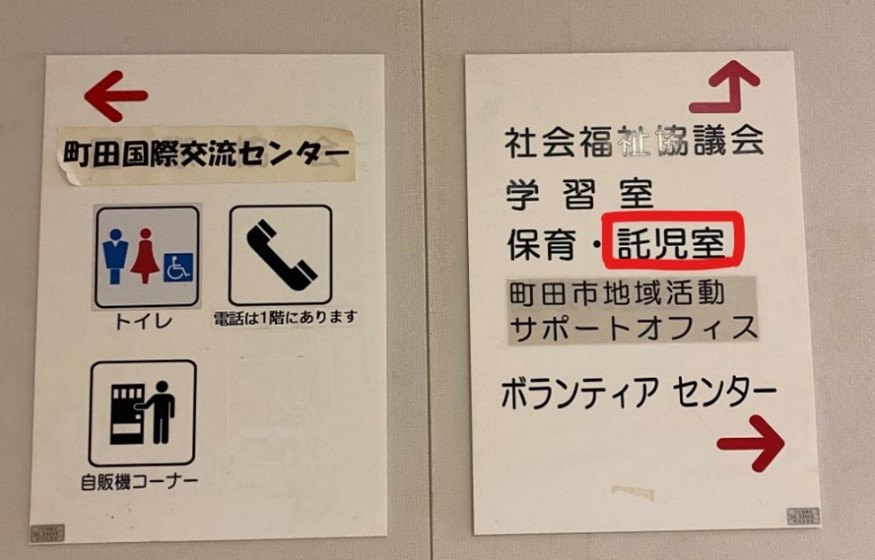 町田国際交流センター
トイレ
電話は1階にあります
自販機コーナー
社会福祉協議会
学習室
保育・託児室
町田市地域活動
サポートオフィス
ボランティア センター